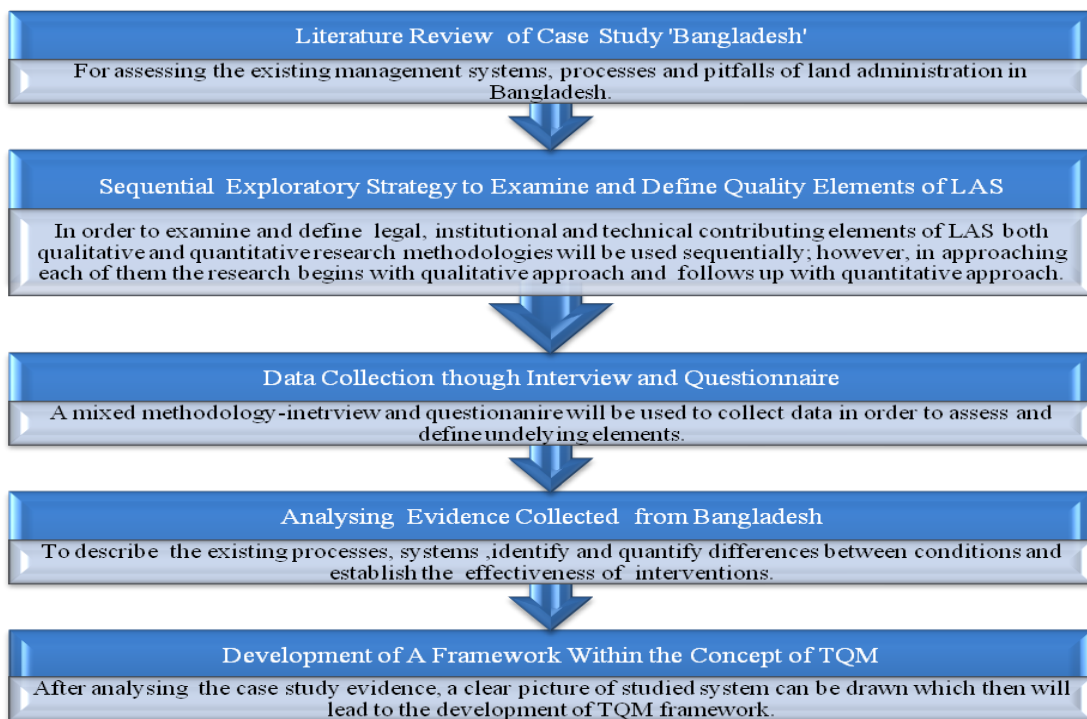 Literature Review of Case Study 'Bangladesh'
For assessing the existing management systems, processes and pitfalls of land administration in
Bangladesh.
Sequential Exploratory Strategy to Examine and Define Quality Elements of LAS
In order to examine and define legal, institutional and technical contributing elements of LAS both
qualitative and quantitative research methodologies will be used sequentially; however, in approaching
each of them the research begins with qualitative approach and follows up with quantitative approach.
Data Collection though Interview and Questionnaire
A mixed methodology-inetrview and questionanire will be used to collect data in order to assess and
define undelying elements.
Analysing Evidence Collected from Bangladesh
To describe the existing processes, systems ,identify and quantify differences between conditions and
establish the effectiveness of interventions.
Development of A Framework Within the Concept of TQM
After analysing the case study evidence, a clear picture of studied system can be drawn which then will
lead to the development of TQM framework.